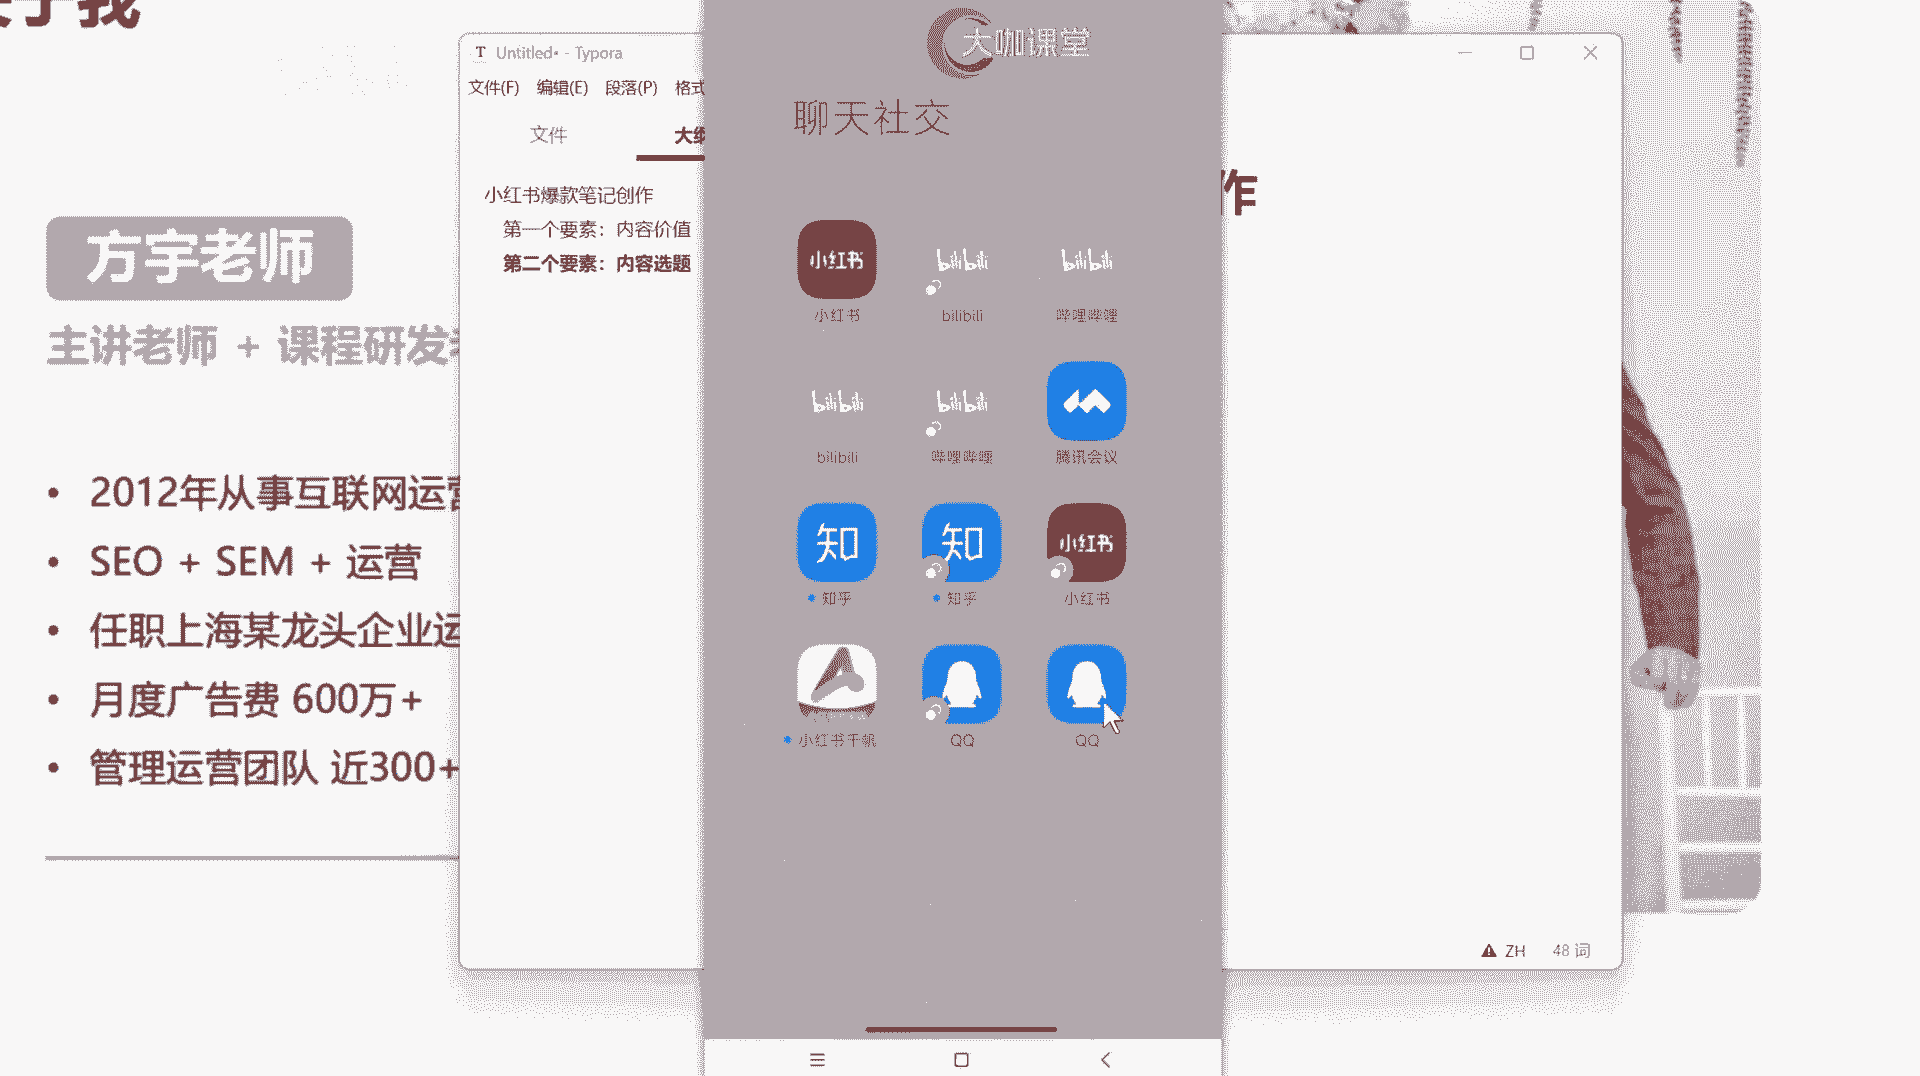 于我
方宇老师
主讲老师 + 课程研发
2012年从事互联网运营
SEO + SEM + 运营
任职上海某龙头企业运
月度广告费 600万+
管理运营团队 近300+
T Untitled• - Typora
文件(F) 编辑(E) 段落(P) 格式
文件 大纲
小红书爆款笔记创作
第一个要素：内容价值
第二个要素：内容选题
作
ZH 48 词
大咖课堂
聊天社交
小红书 bilibili bilibili
小红书 bilibili 哔哩哔哩
bilibili bilibili
bilibili 哔哩哔哩 腾讯会议
知 知 小红书
知乎 知乎 小红书
小红书千帆 QQ QQ